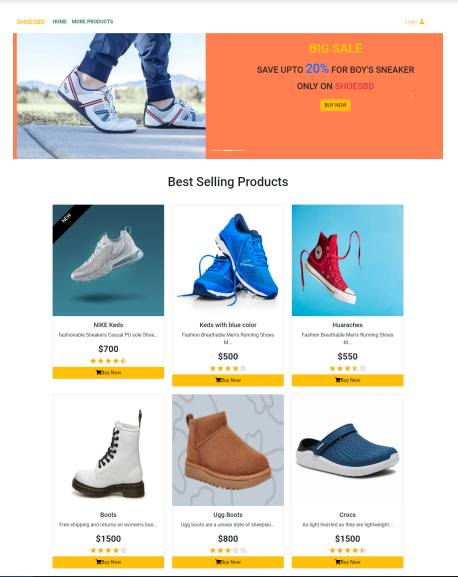 SHOESBD HOME MORE PRODUCTS Login
BIG SALE
SAVE UPTO 20% FOR BOY'S SNEAKER
ONLY ON SHOESBD
BUY NOW
Best Selling Products
NEW
NIKE Keds
fashionable Sneakers Casual PU sole Shoe...
$700
Buy Now
Keds with blue color
Fashion Breathable Men's Running Shoes
M...
$500
Buy Now
Huaraches
Fashion Breathable Men's Running Shoes
M...
$550
Buy Now
Boots
Free shipping and returns on women's boo...
$1500
Buy Now
Ugg Boots
Ugg boots are a unisex style of sheepski...
$800
Buy Now
Crocs
As light hearted as they are lightweight...
$1500
Buy Now